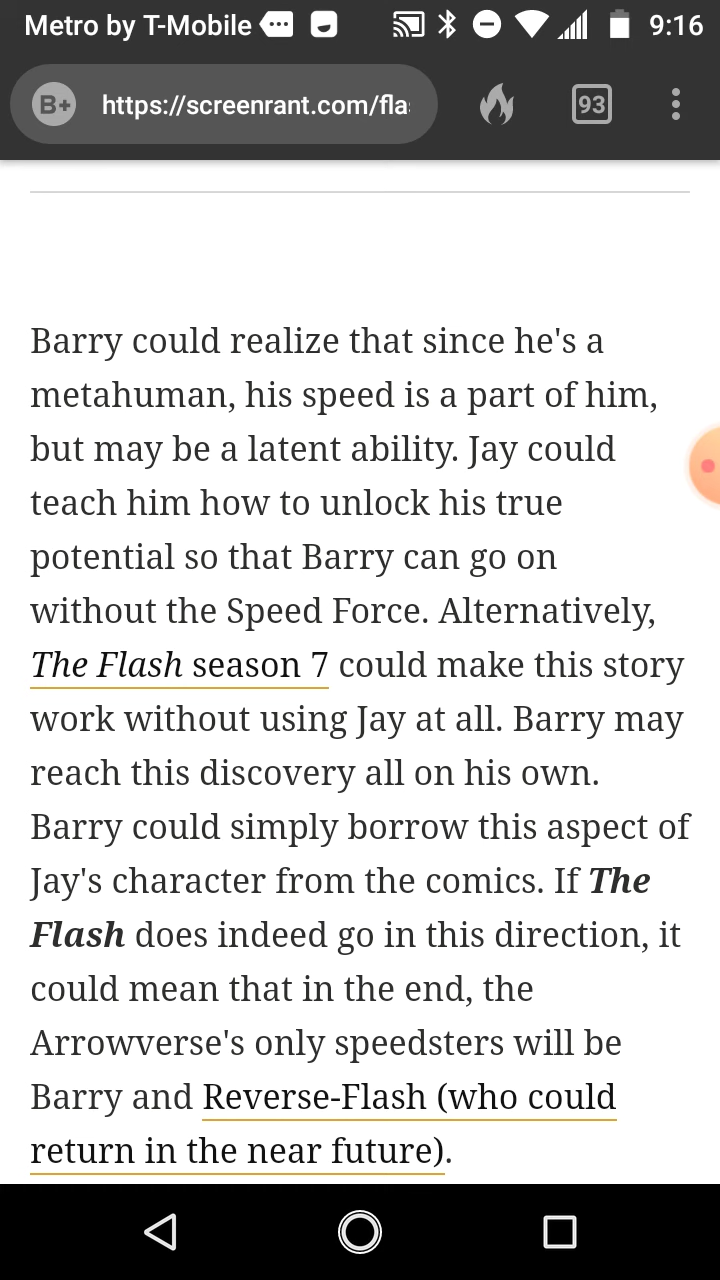 Metro by T-Mobile 9:16
B+ https://screenrant.com/fla 93
Barry could realize that since he's a
metahuman, his speed is a part of him,
but may be a latent ability. Jay could
teach him how to unlock his true
potential so that Barry can go on
without the Speed Force. Alternatively,
The Flash season 7 could make this story
work without using Jay at all. Barry may
reach this discovery all on his own.
Barry could simply borrow this aspect of
Jay's character from the comics. If The
Flash does indeed go in this direction, it
could mean that in the end, the
Arrowverse's only speedsters will be
Barry and Reverse-Flash (who could
return in the near future).